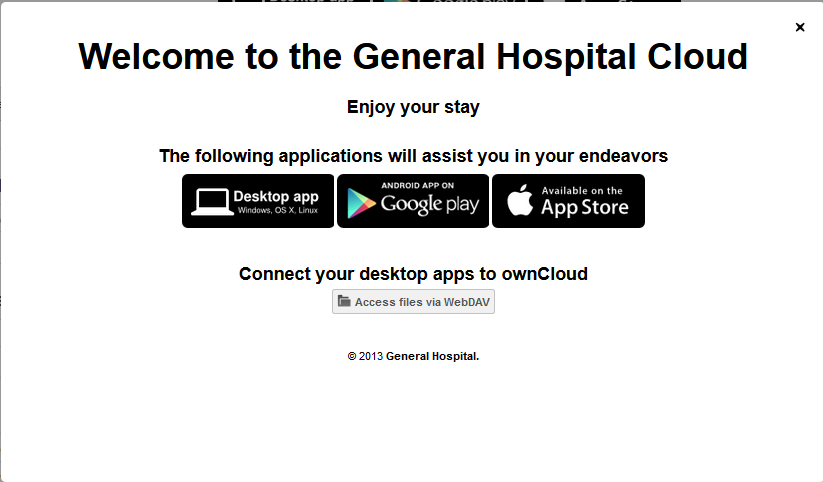 Welcome to the General Hospital Cloud
Enjoy your stay
The following applications will assist you in your endeavors
Desktop app
Windows, OS X, Linux
ANDROID APP ON
Google play
Available on the
App Store
Connect your desktop apps to ownCloud
Access files via WebDAV
© 2013 General Hospital.